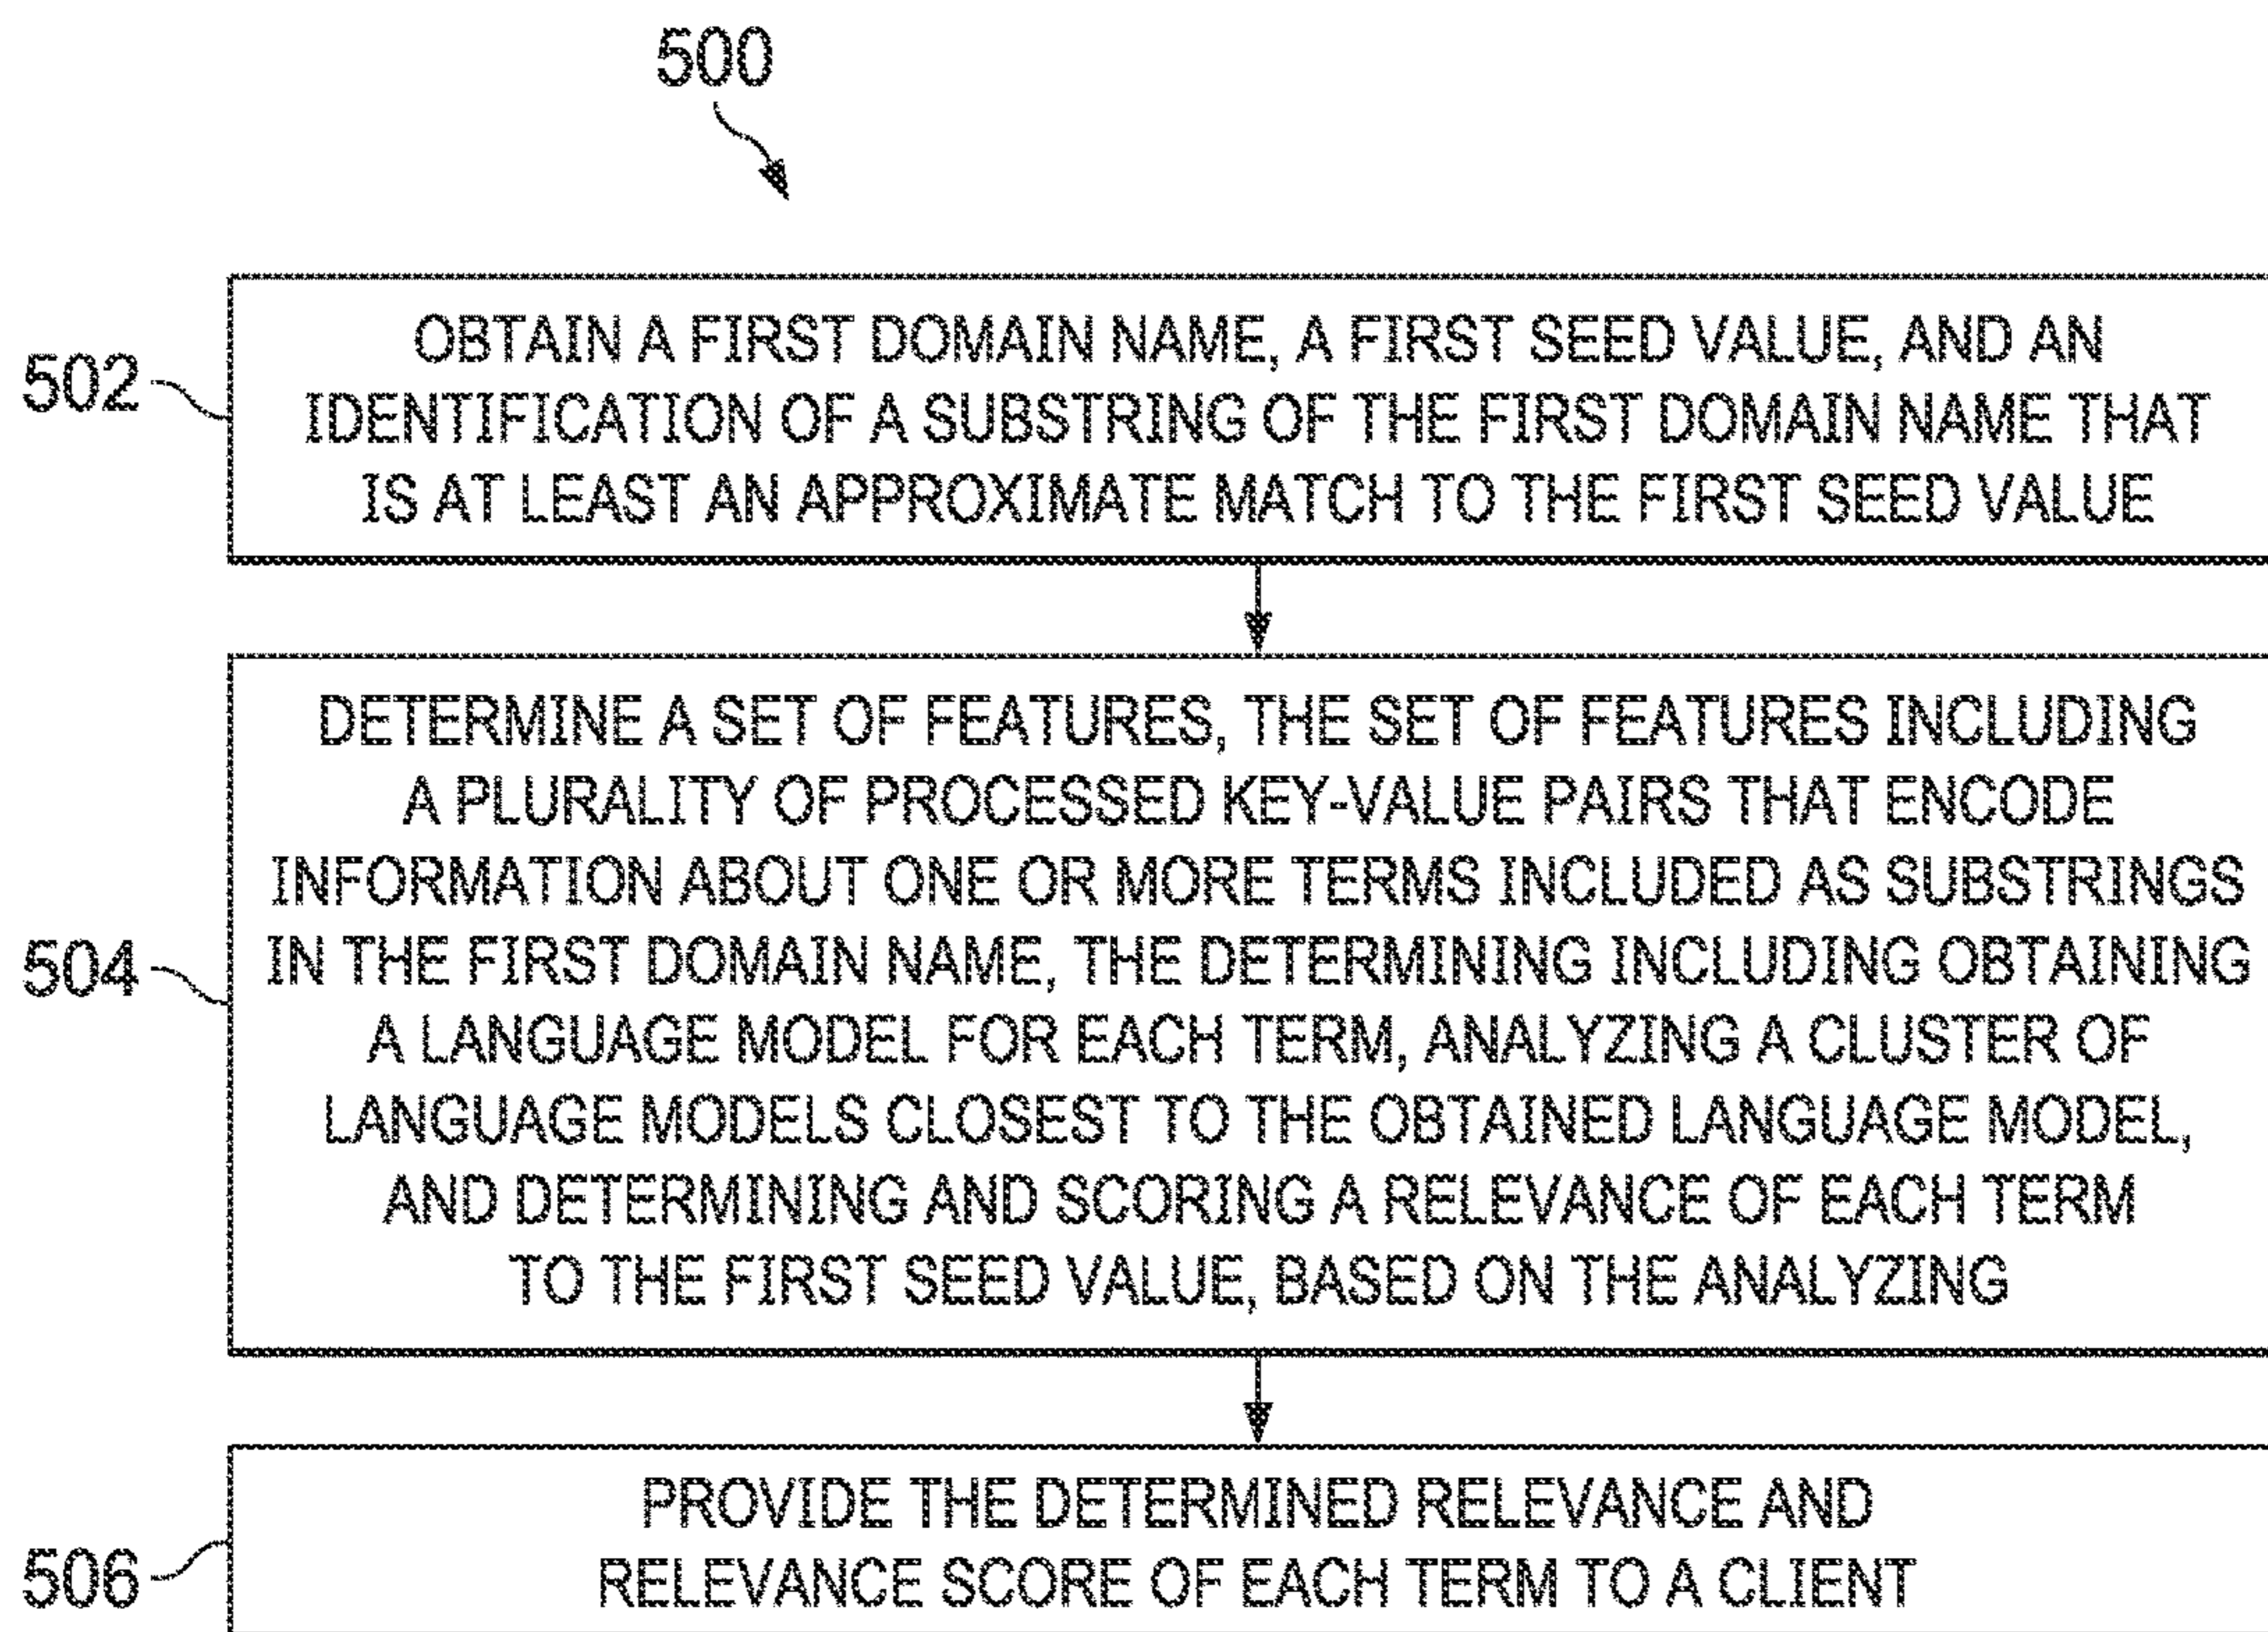 500
502
OBTAIN A FIRST DOMAIN NAME, A FIRST SEED VALUE, AND AN
IDENTIFICATION OF A SUBSTRING OF THE FIRST DOMAIN NAME THAT
IS AT LEAST AN APPROXIMATE MATCH TO THE FIRST SEED VALUE
504
DETERMINE A SET OF FEATURES, THE SET OF FEATURES INCLUDING
A PLURALITY OF PROCESSED KEY-VALUE PAIRS THAT ENCODE
INFORMATION ABOUT ONE OR MORE TERMS INCLUDED AS SUBSTRINGS
IN THE FIRST DOMAIN NAME, THE DETERMINING INCLUDING OBTAINING
A LANGUAGE MODEL FOR EACH TERM, ANALYZING A CLUSTER OF
LANGUAGE MODELS CLOSEST TO THE OBTAINED LANGUAGE MODEL,
AND DETERMINING AND SCORING A RELEVANCE OF EACH TERM
TO THE FIRST SEED VALUE, BASED ON THE ANALYZING
506
PROVIDE THE DETERMINED RELEVANCE AND
RELEVANCE SCORE OF EACH TERM TO A CLIENT